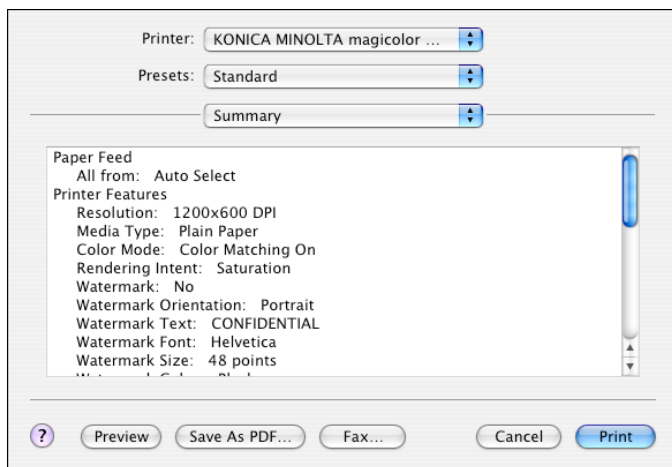 Printer: KONICA MINOLTA magicolor ...
Presets: Standard
Summary
Paper Feed
All from: Auto Select
Printer Features
Resolution: 1200x600 DPI
Media Type: Plain Paper
Color Mode: Color Matching On
Rendering Intent: Saturation
Watermark: No
Watermark Orientation: Portrait
Watermark Text: CONFIDENTIAL
Watermark Font: Helvetica
Watermark Size: 48 points
? Preview Save As PDF... Fax... Cancel Print